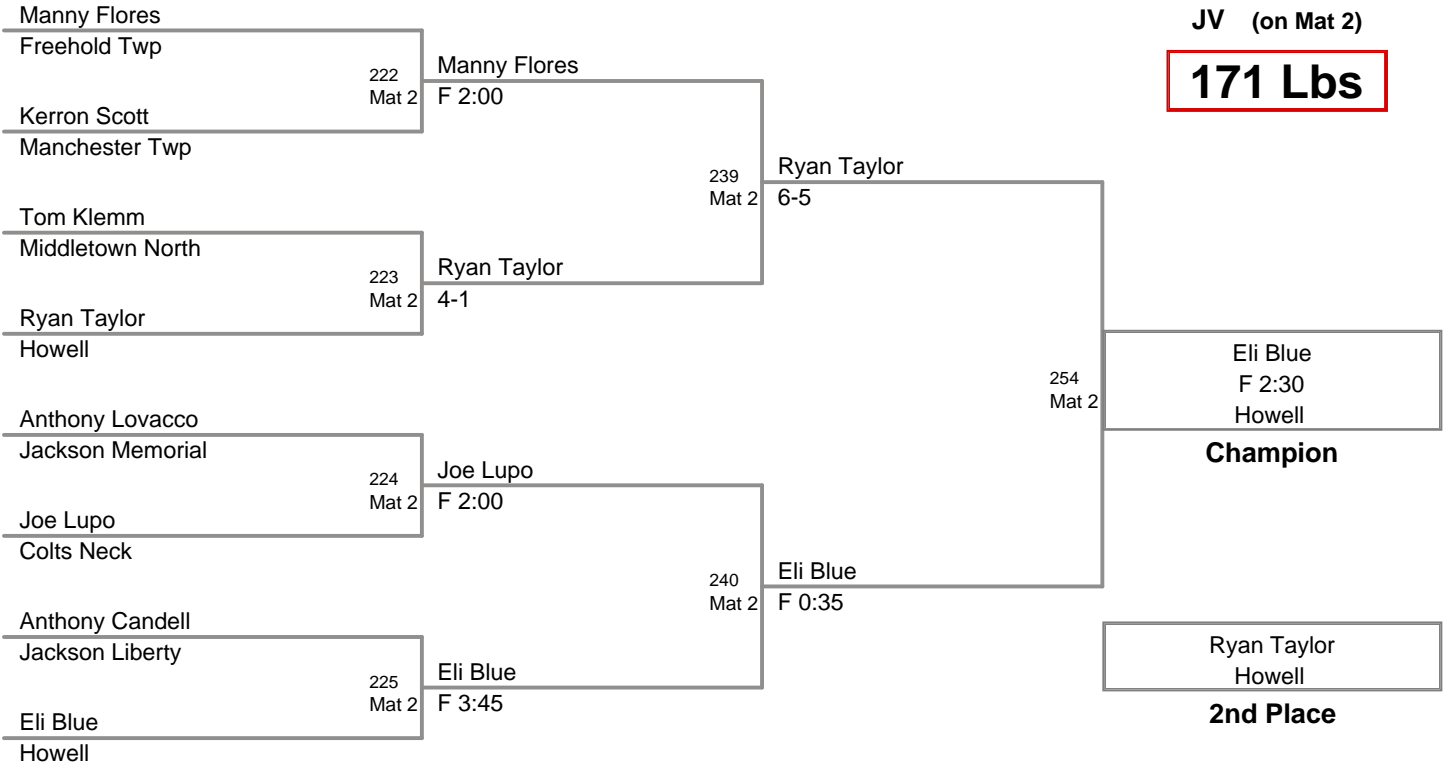 JV (on Mat 2)
171 Lbs
Manny Flores
Freehold Twp
222
Mat 2
Manny Flores
F 2:00
Kerron Scott
Manchester Twp
239
Mat 2
Ryan Taylor
6-5
Tom Klemm
Middletown North
223
Mat 2
Ryan Taylor
4-1
Ryan Taylor
Howell
254
Mat 2
Eli Blue
F 2:30
Howell
Champion
Anthony Lovacco
Jackson Memorial
224
Mat 2
Joe Lupo
F 2:00
Joe Lupo
Colts Neck
240
Mat 2
Eli Blue
F 0:35
Anthony Candell
Jackson Liberty
225
Mat 2
Eli Blue
F 3:45
Eli Blue
Howell
Ryan Taylor
Howell
2nd Place